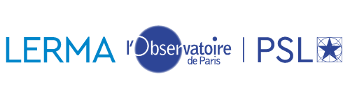 LERMA l'Observatoire
de Paris | PSL